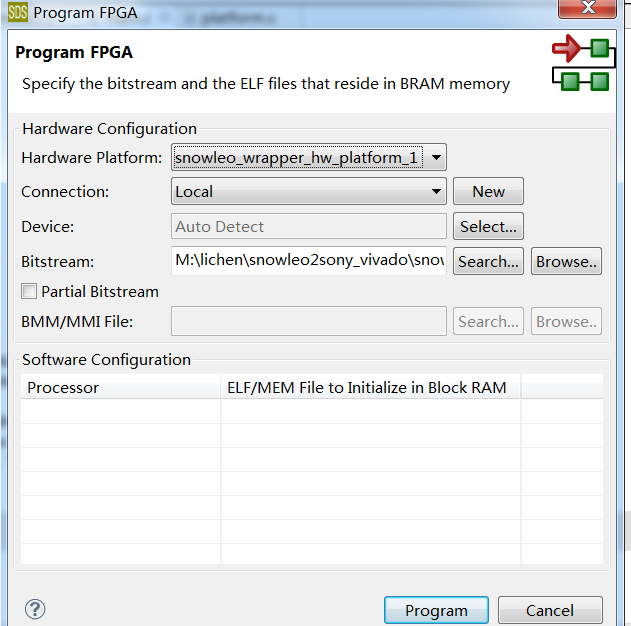 SDS Program FPGA
Program FPGA
Specify the bitstream and the ELF files that reside in BRAM memory
Hardware Configuration
Hardware Platform: snowleo_wrapper_hw_platform_1
Connection: Local New
Device: Auto Detect Select...
Bitstream: M:\lichen\snowleo2sony_vivado\snov Search... Browse..
Partial Bitstream
BMM/MMI File: Search... Browse..
Software Configuration
Processor ELF/MEM File to Initialize in Block RAM
? Program Cancel